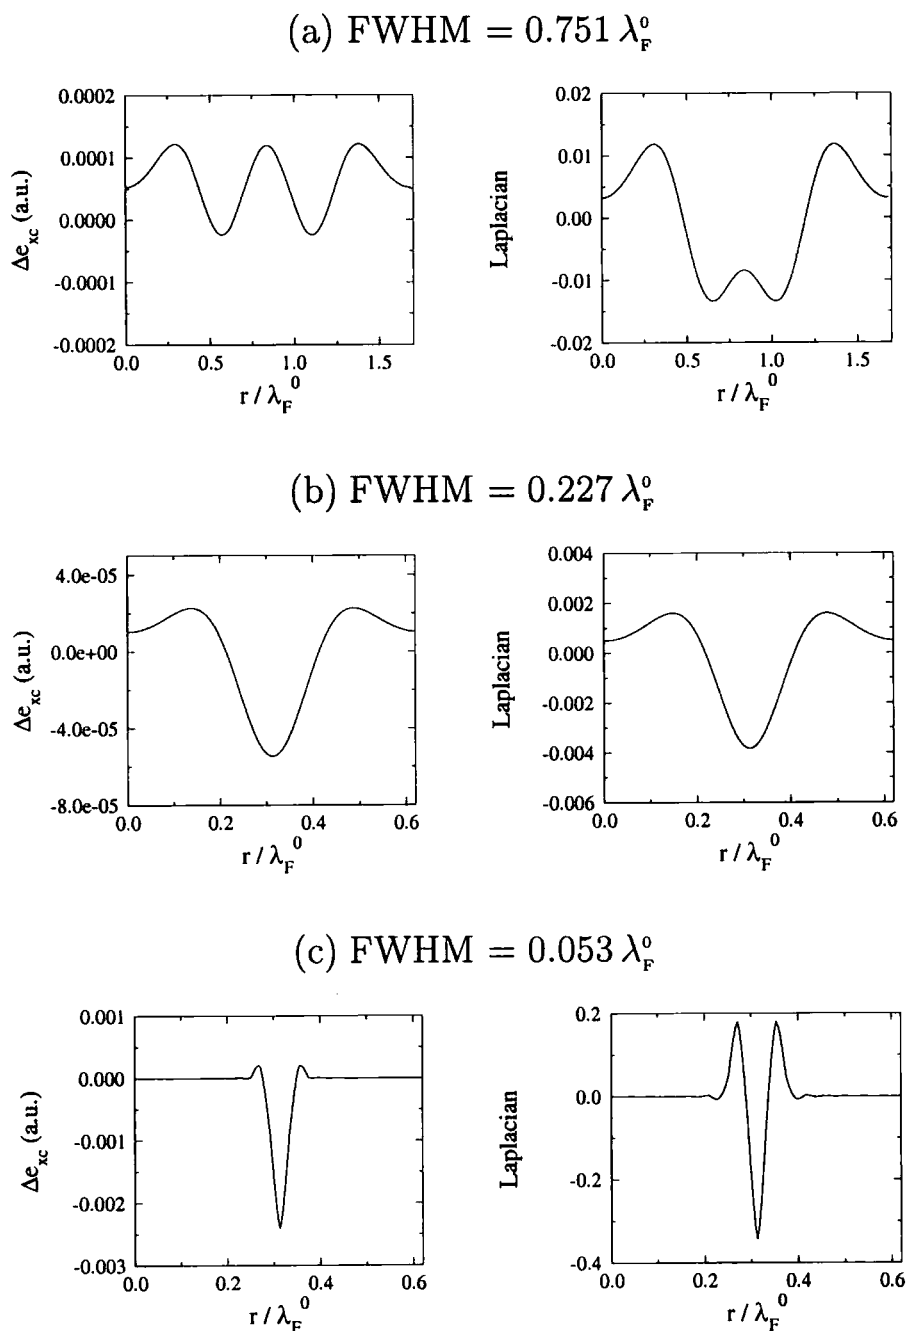 (a) FWHM = 0.751 λ_F^0
0.0002
0.0001
0.0000
-0.0001
-0.0002
Δe_xc (a.u.)
0.0 0.5 1.0 1.5
r / λ_F^0
0.02
0.01
0.00
-0.01
-0.02
Laplacian
0.0 0.5 1.0 1.5
r / λ_F^0
(b) FWHM = 0.227 λ_F^0
4.0e-05
0.0e+00
-4.0e-05
-8.0e-05
Δe_xc (a.u.)
0.0 0.2 0.4 0.6
r / λ_F^0
0.004
0.002
0.000
-0.002
-0.004
-0.006
Laplacian
0.0 0.2 0.4 0.6
r / λ_F^0
(c) FWHM = 0.053 λ_F^0
0.001
0.000
-0.001
-0.002
-0.003
Δe_xc (a.u.)
0.0 0.2 0.4 0.6
r / λ_F^0
0.2
0.0
-0.2
-0.4
Laplacian
0.0 0.2 0.4 0.6
r / λ_F^0